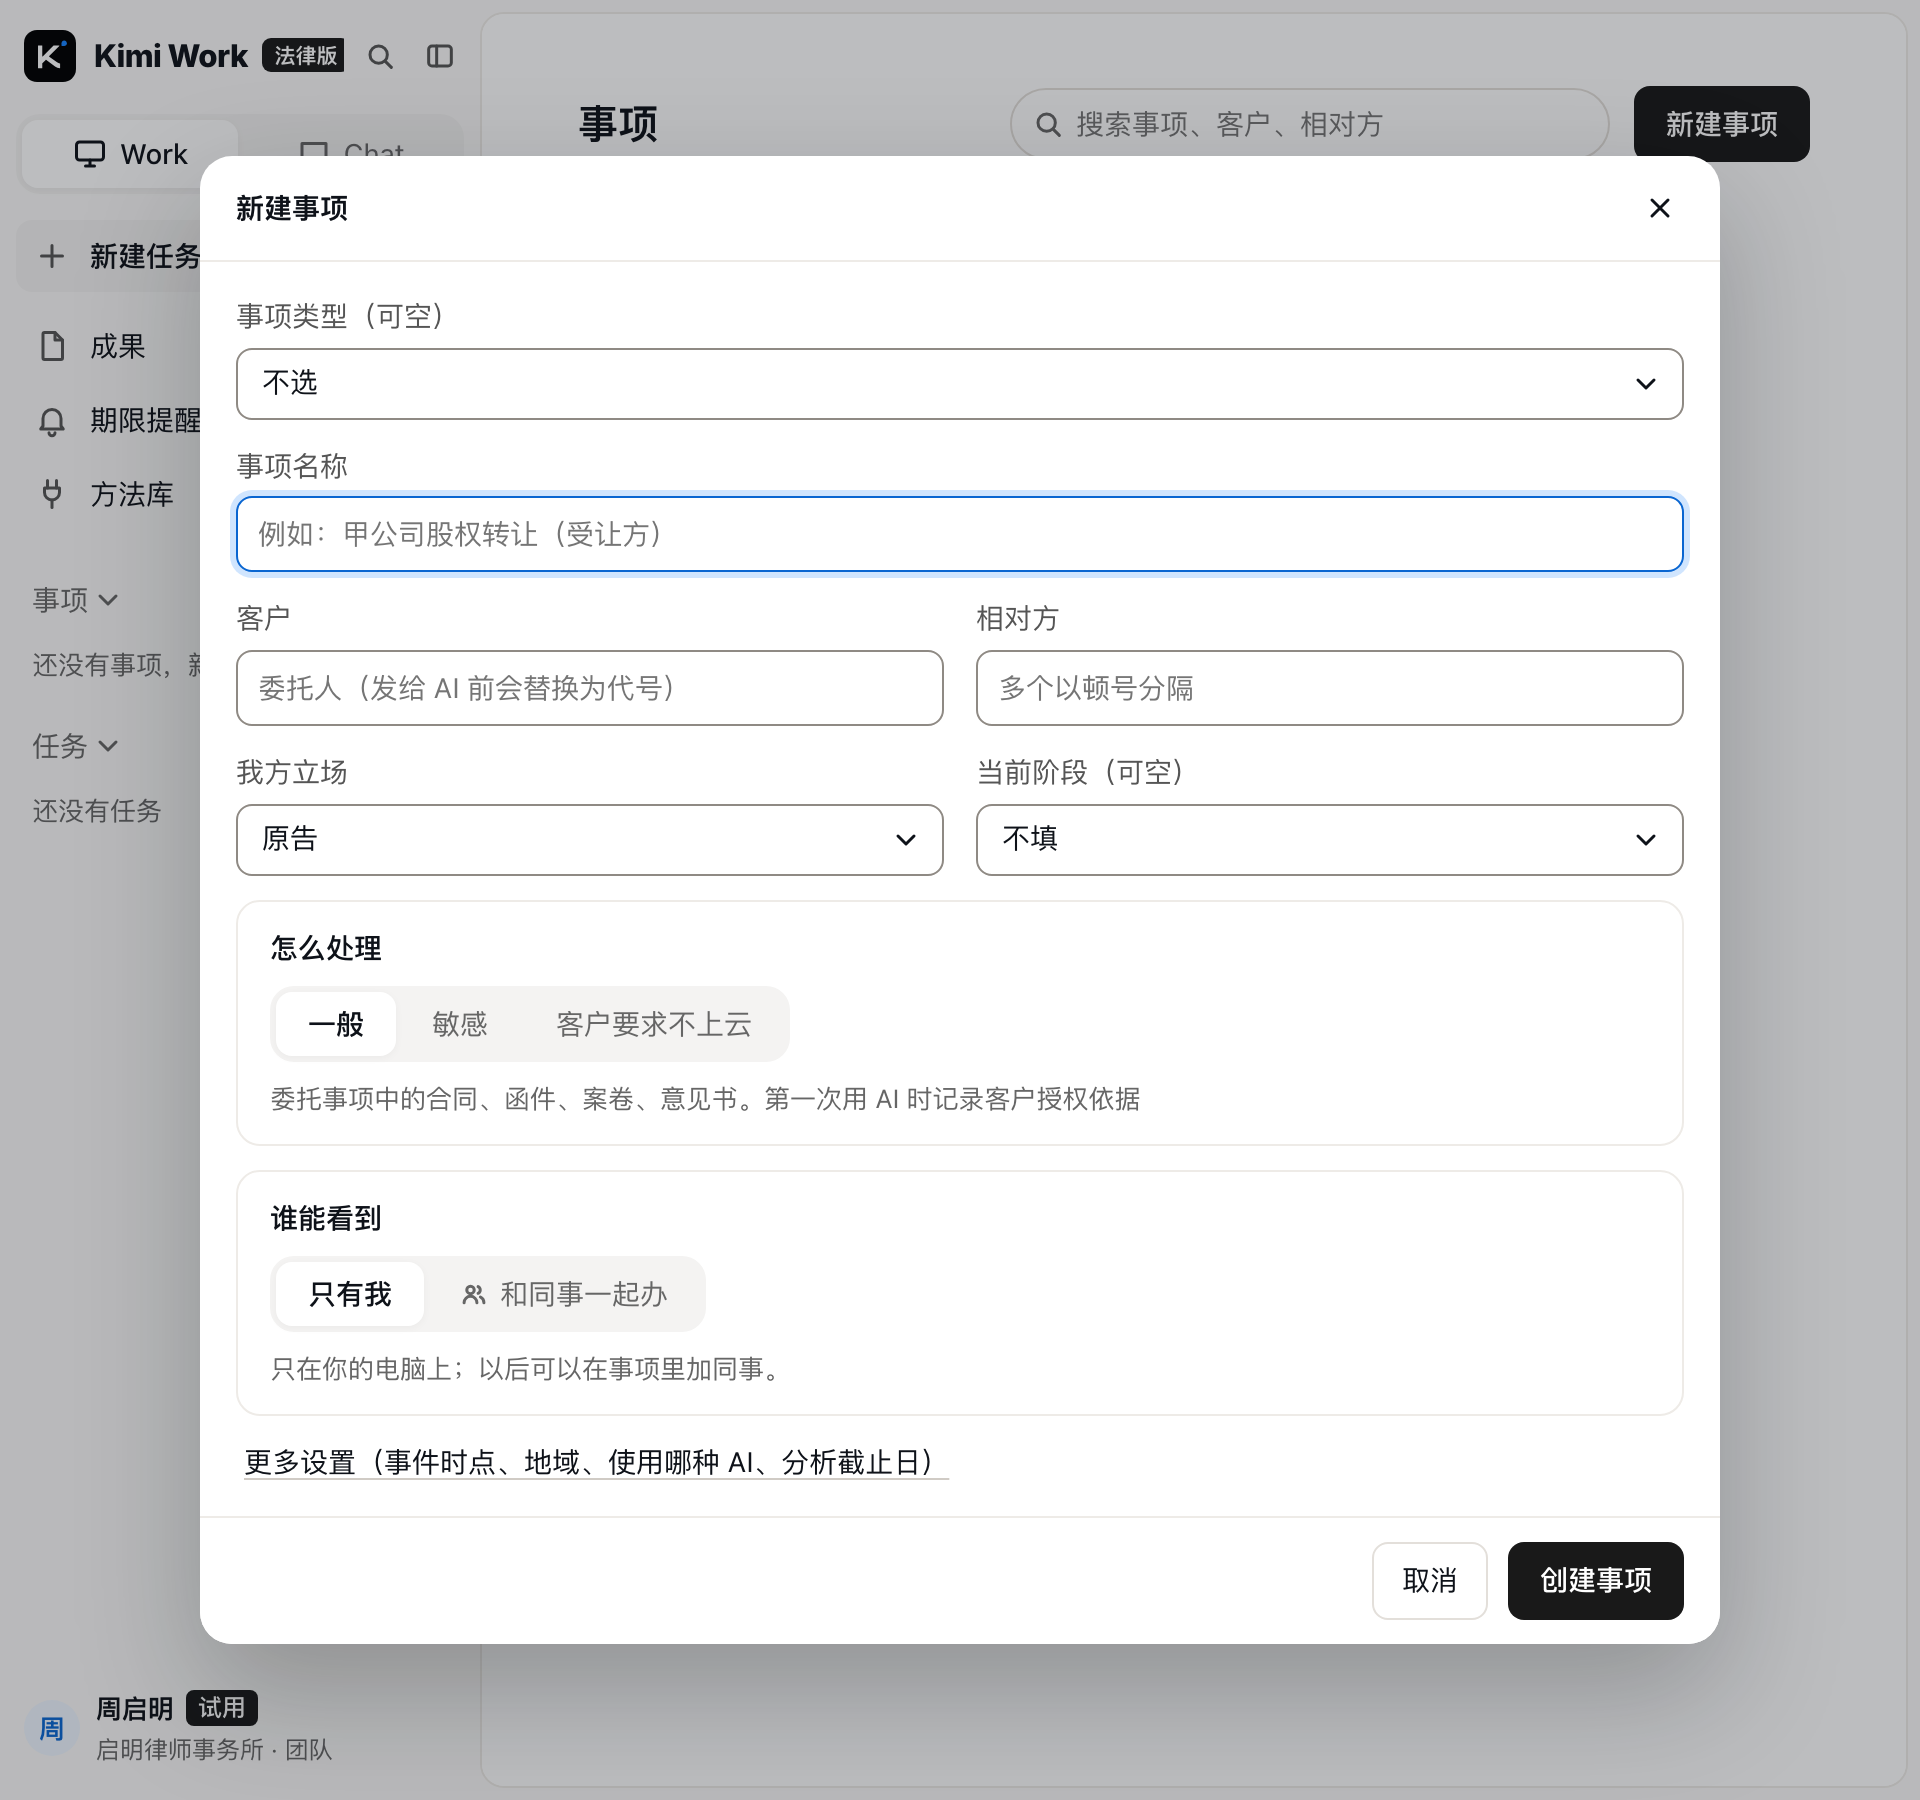 Kimi Work 法律版
事项
搜索事项、客户、相对方
新建事项
Work
Chat
新建任务
成果
期限提醒
方法库
事项
还没有事项，
任务
还没有任务
新建事项
事项类型（可空）
不选
事项名称
例如：甲公司股权转让（受让方）
客户
相对方
委托人（发给 AI 前会替换为代号）
多个以顿号分隔
我方立场
当前阶段（可空）
原告
不填
怎么处理
一般
敏感
客户要求不上云
委托事项中的合同、函件、案卷、意见书。第一次用 AI 时记录客户授权依据
谁能看到
只有我
和同事一起办
只在你的电脑上；以后可以在事项里加同事。
更多设置（事件时点、地域、使用哪种 AI、分析截止日）
取消
创建事项
周
周启明 试用
启明律师事务所 · 团队